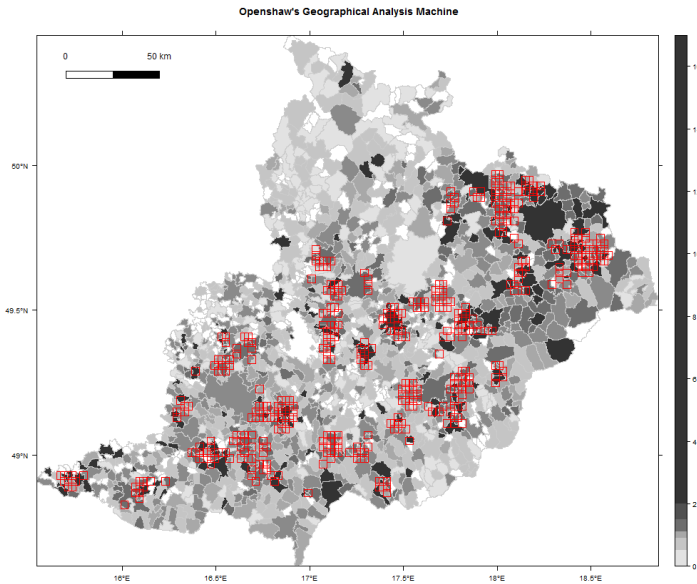 Openshaw's Geographical Analysis Machine
0 50 km
50°N
49.5°N
49°N
16°E 16.5°E 17°E 17.5°E 18°E 18.5°E
8
6
4
2
0